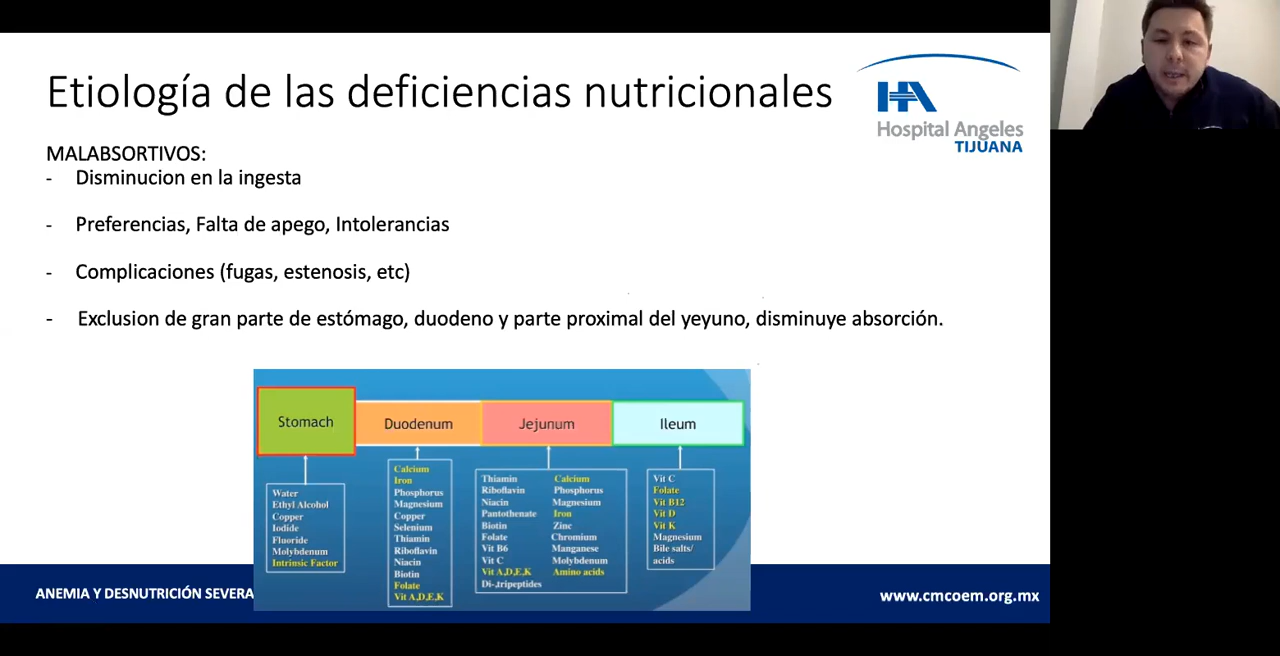 Etiología de las deficiencias nutricionales
HA
Hospital Angeles
TIJUANA
MALABSORTIVOS:
- Disminucion en la ingesta
- Preferencias, Falta de apego, Intolerancias
- Complicaciones (fugas, estenosis, etc)
- Exclusion de gran parte de estómago, duodeno y parte proximal del yeyuno, disminuye absorción.
Stomach
Duodenum
Jejunum
Ileum
Water
Ethyl Alcohol
Copper
Iodide
Fluoride
Molybdenum
Intrinsic Factor
Calcium
Iron
Phosphorus
Magnesium
Copper
Selenium
Thiamin
Riboflavin
Niacin
Biotin
Folate
Vit A,D,E,K
Thiamin
Riboflavin
Niacin
Pantothenate
Biotin
Folate
Vit B6
Vit C
Vit A,D,E,K
Di-,tripeptides
Calcium
Phosphorus
Magnesium
Iron
Zinc
Chromium
Manganese
Molybdenum
Amino acids
Vit C
Folate
Vit B12
Vit D
Vit K
Magnesium
Bile salts/
acids
ANEMIA Y DESNUTRICIÓN SEVERA
www.cmcoem.org.mx